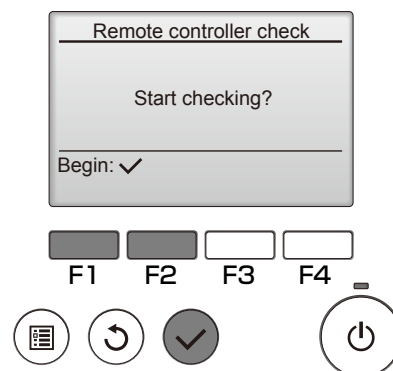 Remote controller check
Start checking?
Begin: ✓
F1 F2 F3 F4